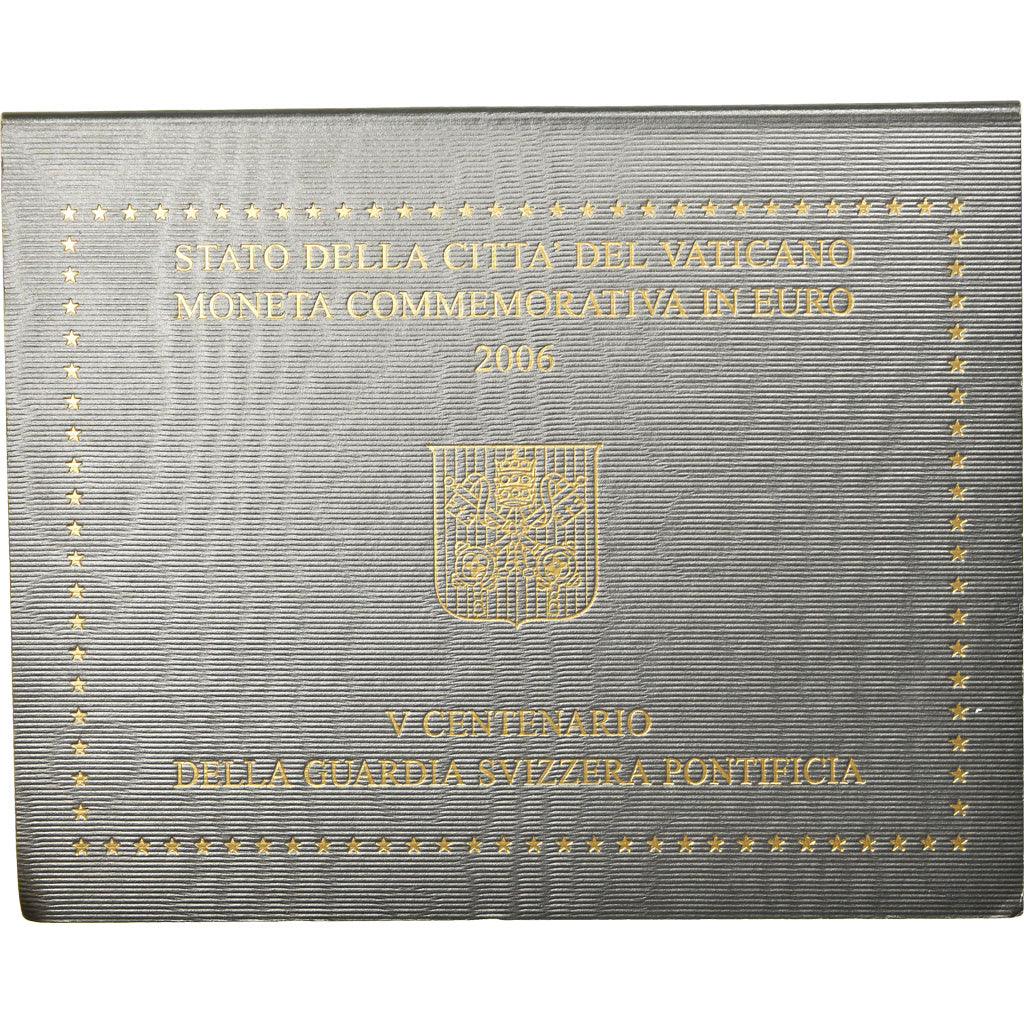 STATO DELLA CITTA' DEL VATICANO
MONETA COMMEMORATIVA IN EURO
2006
V CENTENARIO
DELLA GUARDIA SVIZZERA PONTIFICIA